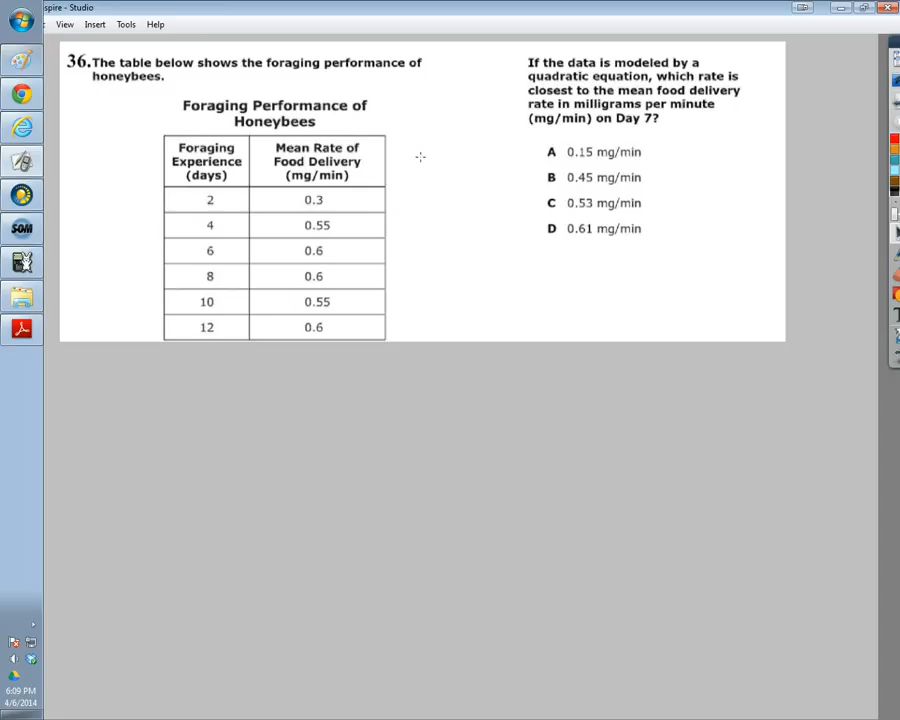 spire - Studio
View Insert Tools Help
36. The table below shows the foraging performance of
honeybees.
Foraging Performance of
Honeybees
Foraging
Experience
(days)
Mean Rate of
Food Delivery
(mg/min)
2 0.3
4 0.55
6 0.6
8 0.6
10 0.55
12 0.6
If the data is modeled by a
quadratic equation, which rate is
closest to the mean food delivery
rate in milligrams per minute
(mg/min) on Day 7?
A 0.15 mg/min
B 0.45 mg/min
C 0.53 mg/min
D 0.61 mg/min
SOM
6:09 PM
4/6/2014